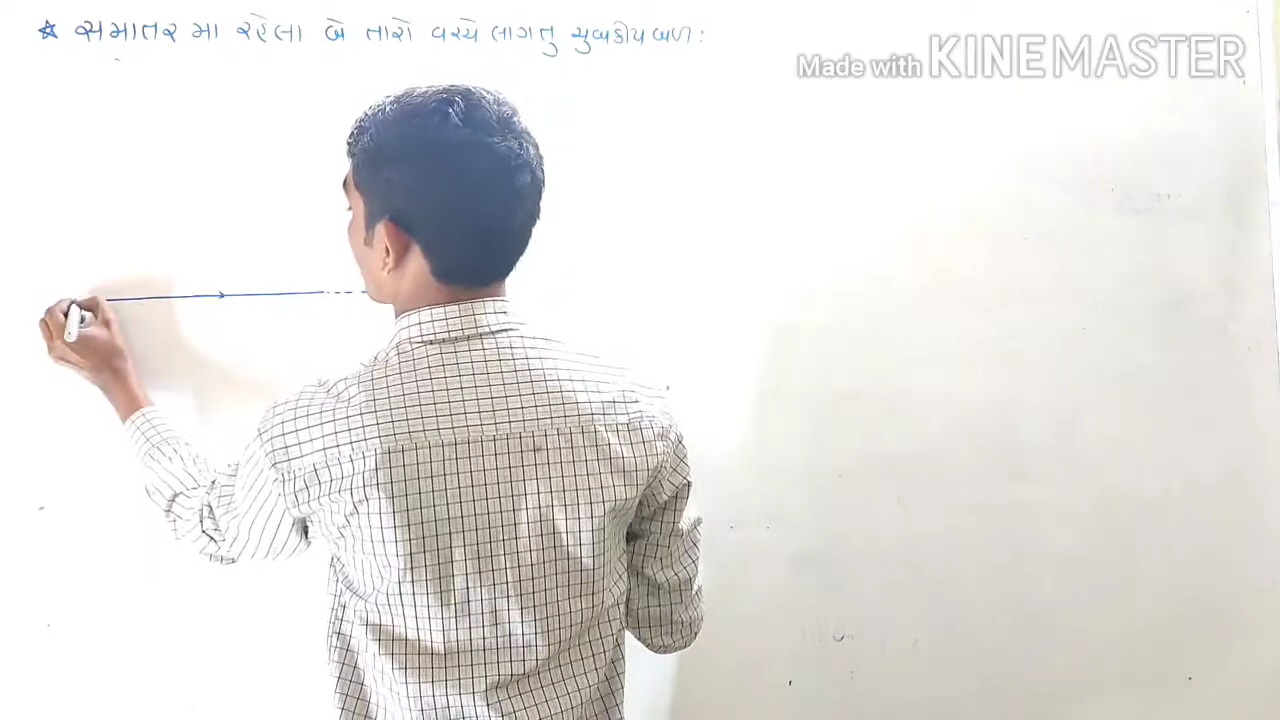 ☆ સમાતર મા રહેલા બે તારો વચ્ચે લાગતુ ચુબ્બકીય બળ :
Made with KINEMASTER